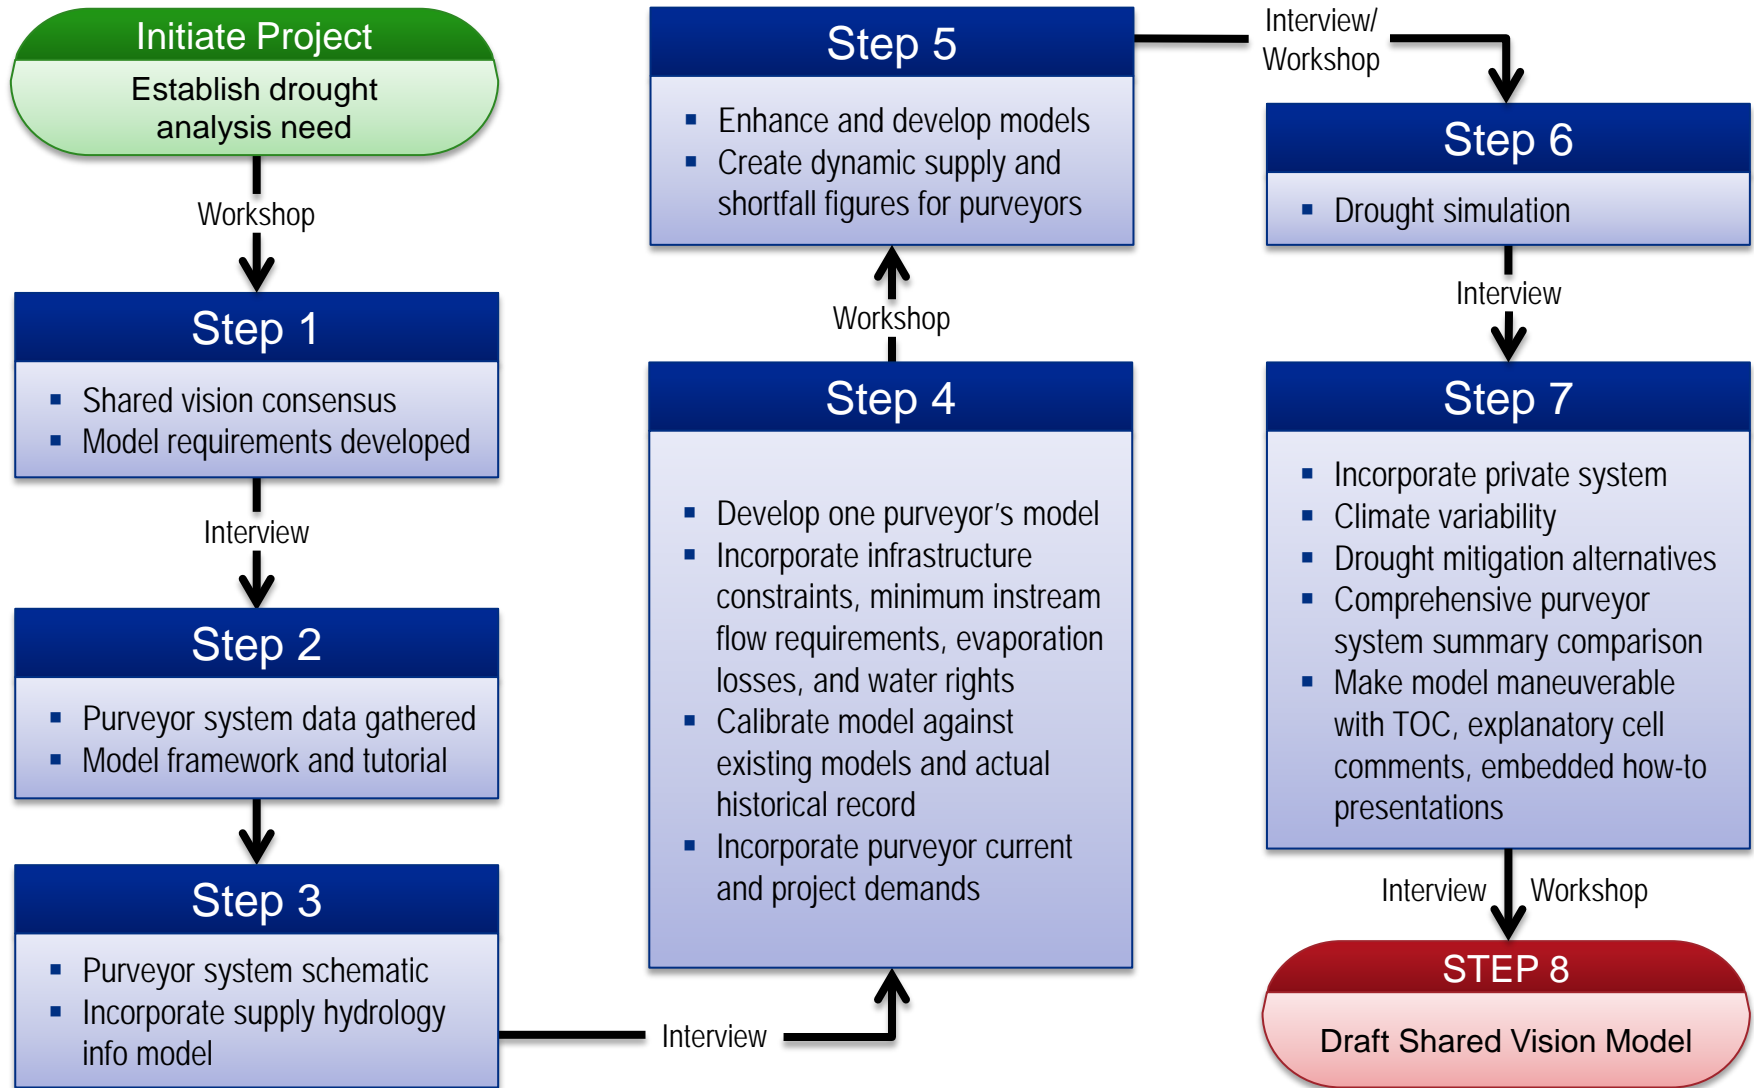 Initiate Project
Establish drought
analysis need
Workshop
Step 1
▪ Shared vision consensus
▪ Model requirements developed
Interview
Step 2
▪ Purveyor system data gathered
▪ Model framework and tutorial
Step 3
▪ Purveyor system schematic
▪ Incorporate supply hydrology
info model
Interview
Step 4
▪ Develop one purveyor’s model
▪ Incorporate infrastructure
constraints, minimum instream
flow requirements, evaporation
losses, and water rights
▪ Calibrate model against
existing models and actual
historical record
▪ Incorporate purveyor current
and project demands
Workshop
Step 5
▪ Enhance and develop models
▪ Create dynamic supply and
shortfall figures for purveyors
Interview/
Workshop
Step 6
▪ Drought simulation
Interview
Step 7
▪ Incorporate private system
▪ Climate variability
▪ Drought mitigation alternatives
▪ Comprehensive purveyor
system summary comparison
▪ Make model maneuverable
with TOC, explanatory cell
comments, embedded how-to
presentations
Interview Workshop
STEP 8
Draft Shared Vision Model